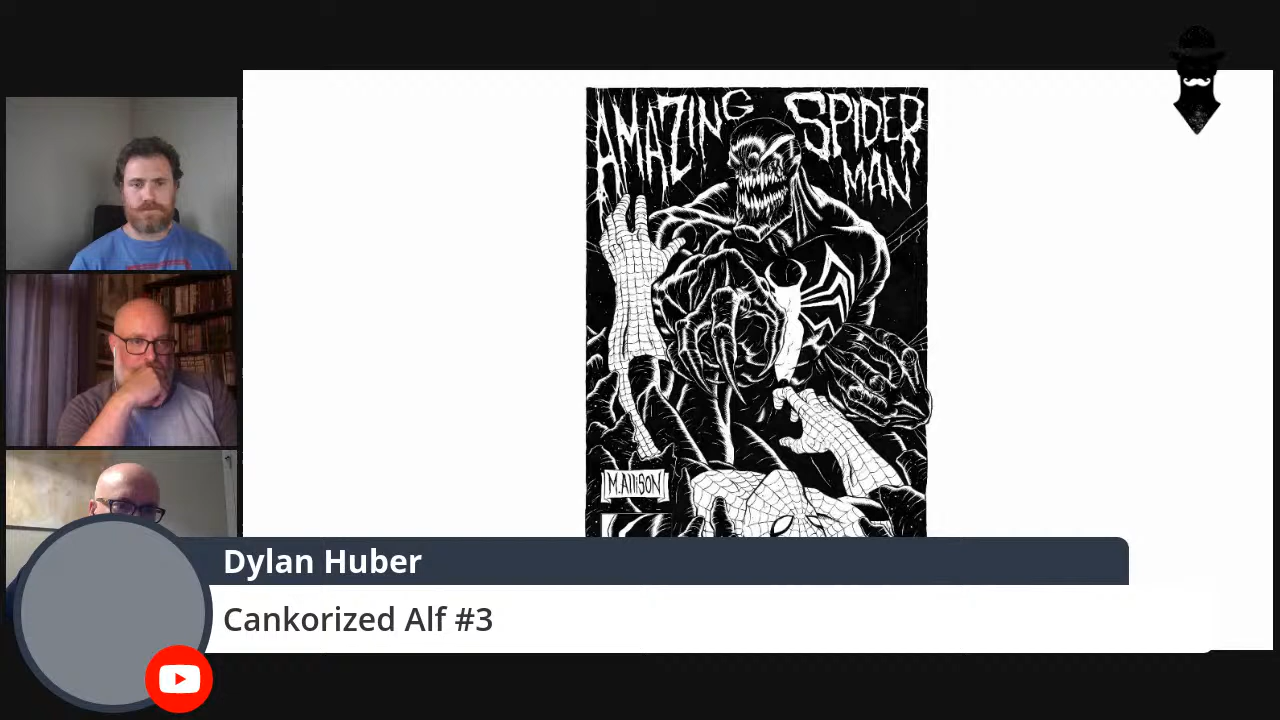 AMAZING SPIDER
MAN
M.ALLISON
Dylan Huber
Cankorized Alf #3